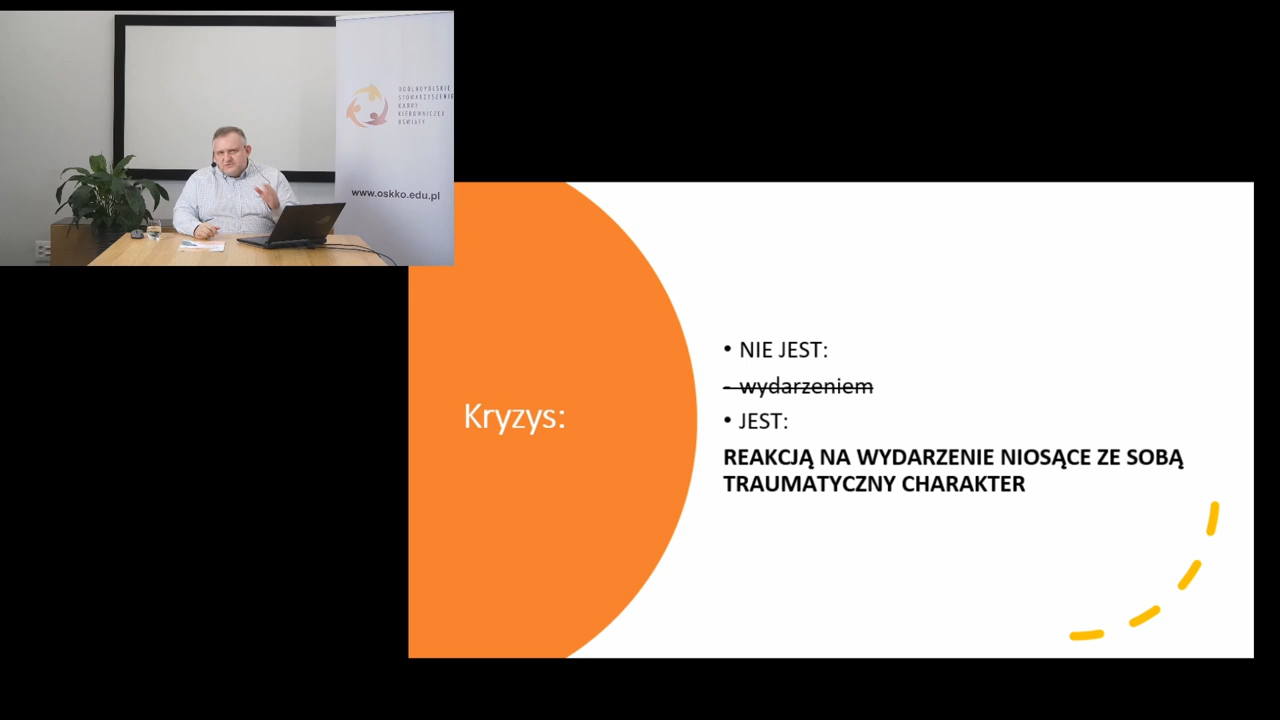 OGÓLNOPOLSKIE
STOWARZYSZENIE
KADRY
KIEROWNICZEJ
OŚWIATY
www.oskko.edu.pl
Kryzys:
• NIE JEST:
- wydarzeniem
• JEST:
REAKCJĄ NA WYDARZENIE NIOSĄCE ZE SOBĄ
TRAUMATYCZNY CHARAKTER